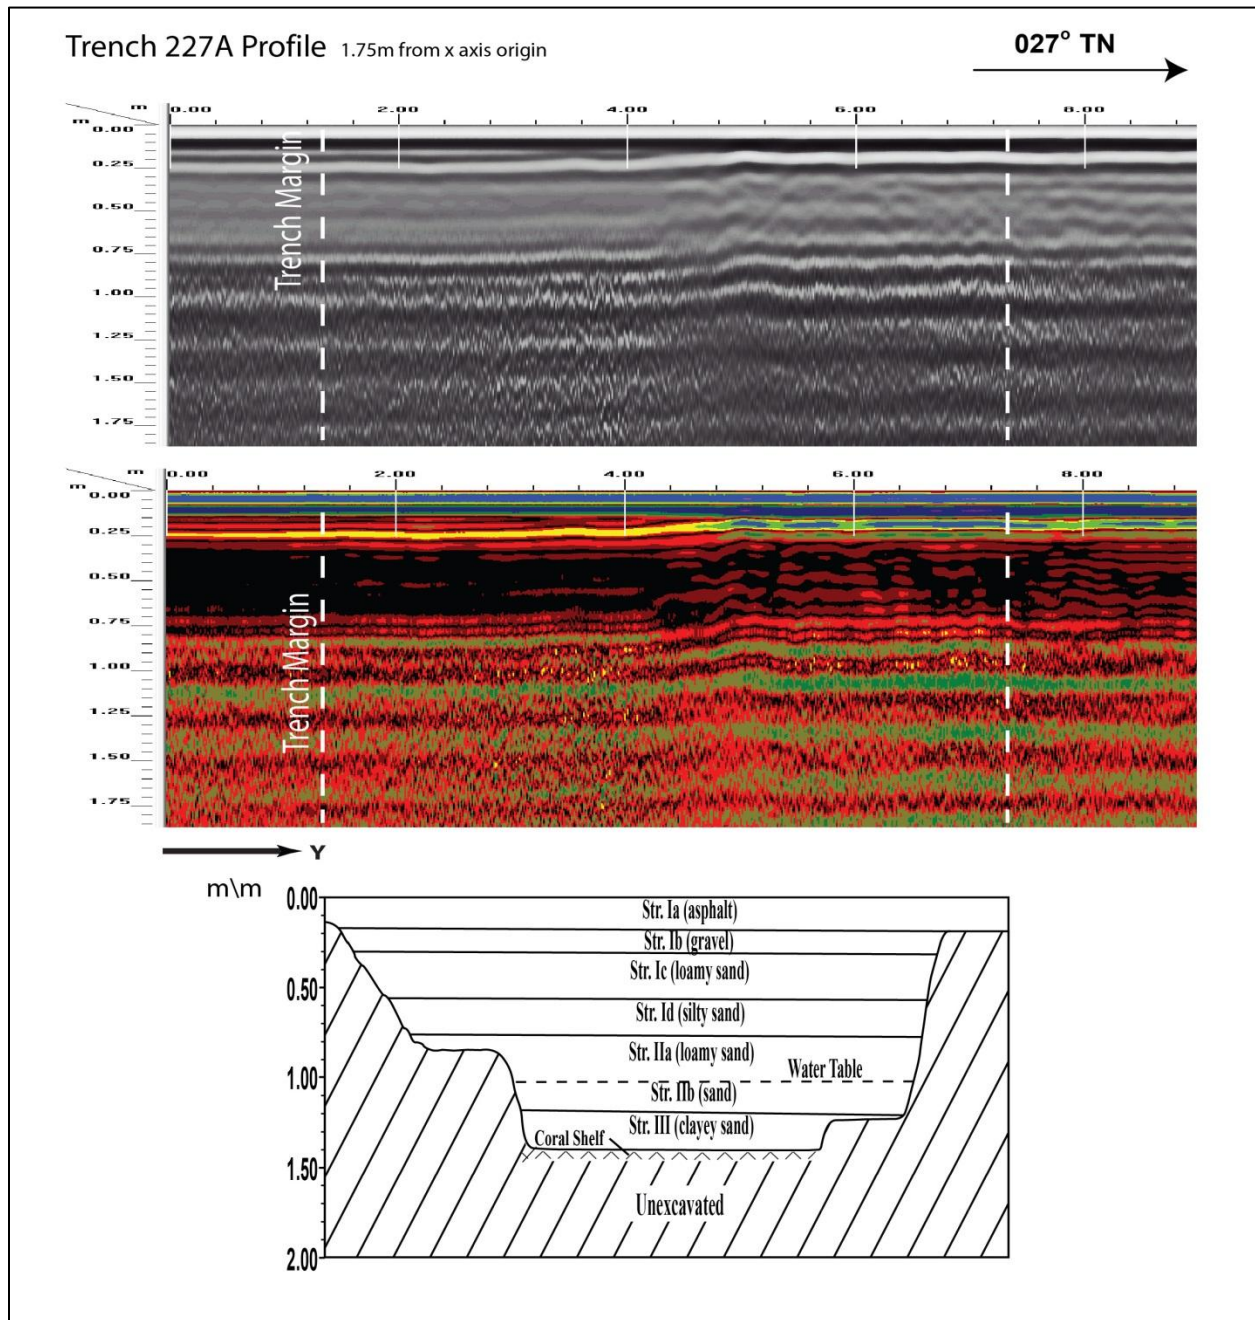 Trench 227A Profile 1.75m from x axis origin
027° TN
m 0.00 2.00 4.00 6.00 8.00
m
0.00
0.25
0.50
0.75
1.00
1.25
1.50
1.75
Trench Margin
m 0.00 2.00 4.00 6.00 8.00
m
0.00
0.25
0.50
0.75
1.00
1.25
1.50
1.75
Trench Margin
Y
m\m
0.00
0.50
1.00
1.50
2.00
Str. Ia (asphalt)
Str. Ib (gravel)
Str. Ic (loamy sand)
Str. Id (silty sand)
Str. IIa (loamy sand)
Water Table
Str. IIb (sand)
Str. III (clayey sand)
Coral Shelf
Unexcavated